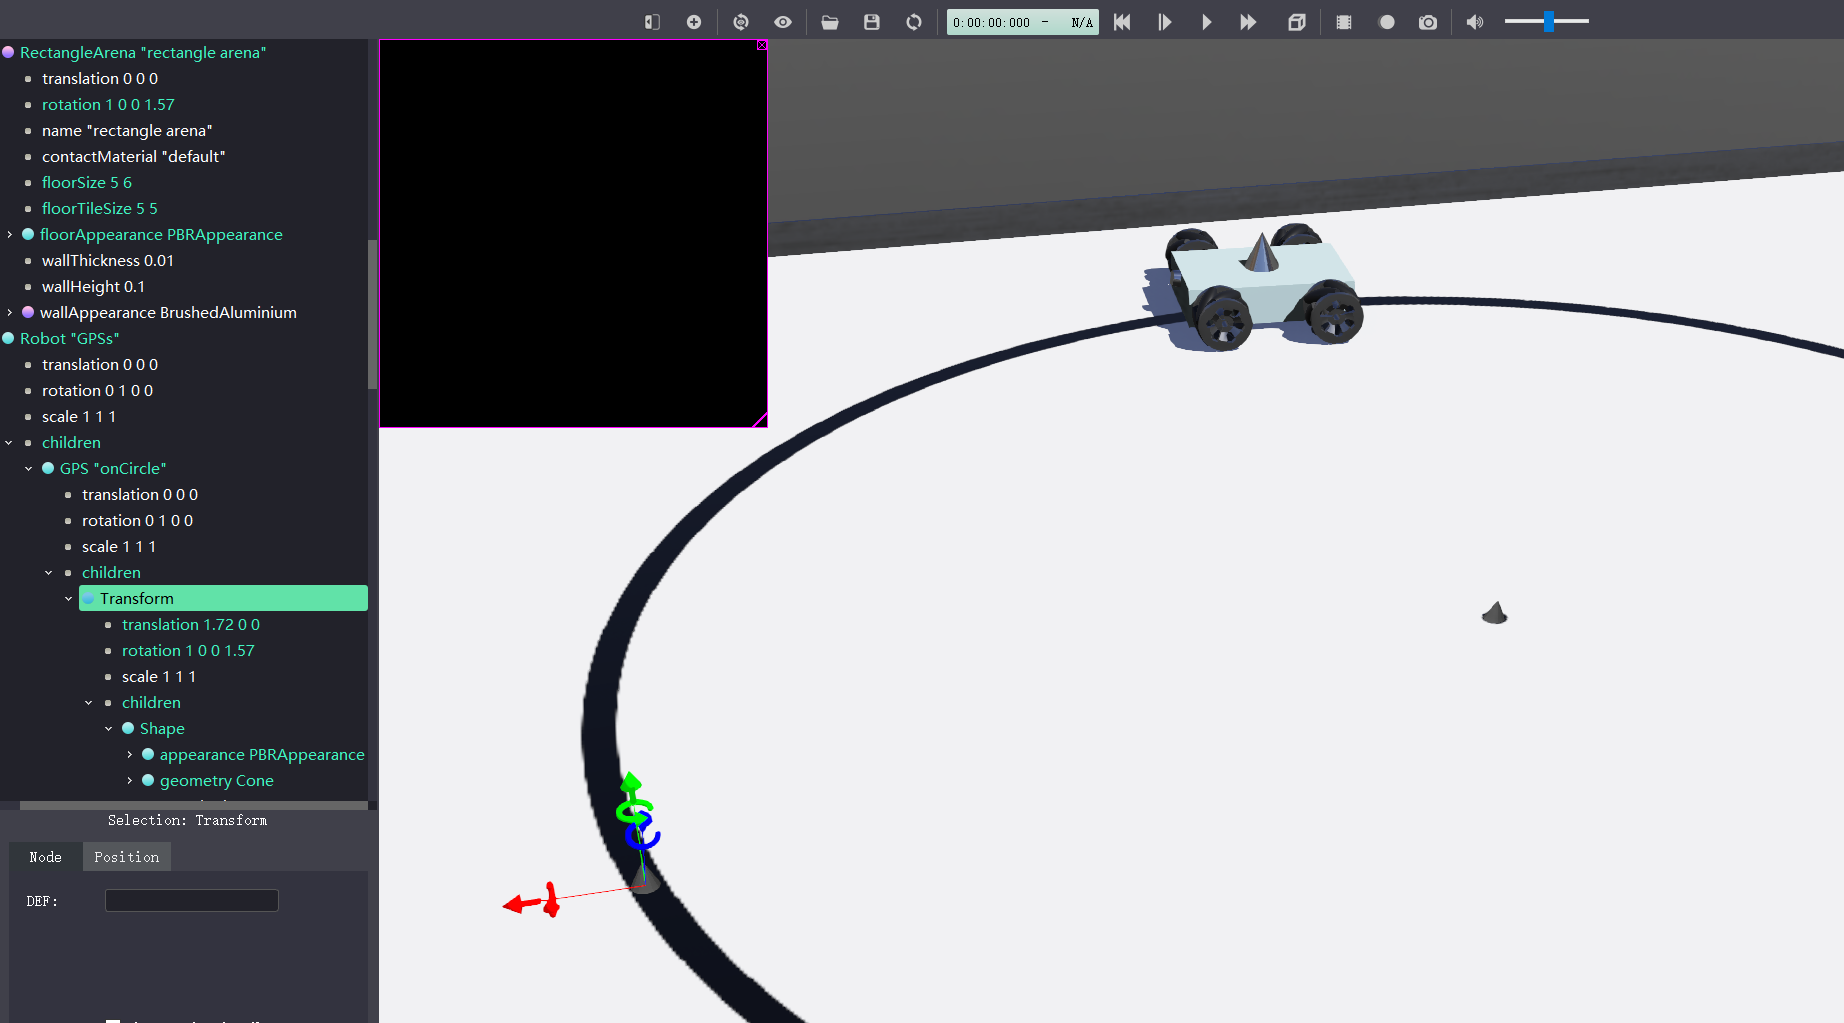 0:00:00:000 - N/A
RectangleArena "rectangle arena"
translation 0 0 0
rotation 1 0 0 1.57
name "rectangle arena"
contactMaterial "default"
floorSize 5 6
floorTileSize 5 5
floorAppearance PBRAppearance
wallThickness 0.01
wallHeight 0.1
wallAppearance BrushedAluminium
Robot "GPSs"
translation 0 0 0
rotation 0 1 0 0
scale 1 1 1
children
GPS "onCircle"
translation 0 0 0
rotation 0 1 0 0
scale 1 1 1
children
Transform
translation 1.72 0 0
rotation 1 0 0 1.57
scale 1 1 1
children
Shape
appearance PBRAppearance
geometry Cone
Selection: Transform
Node
Position
DEF: